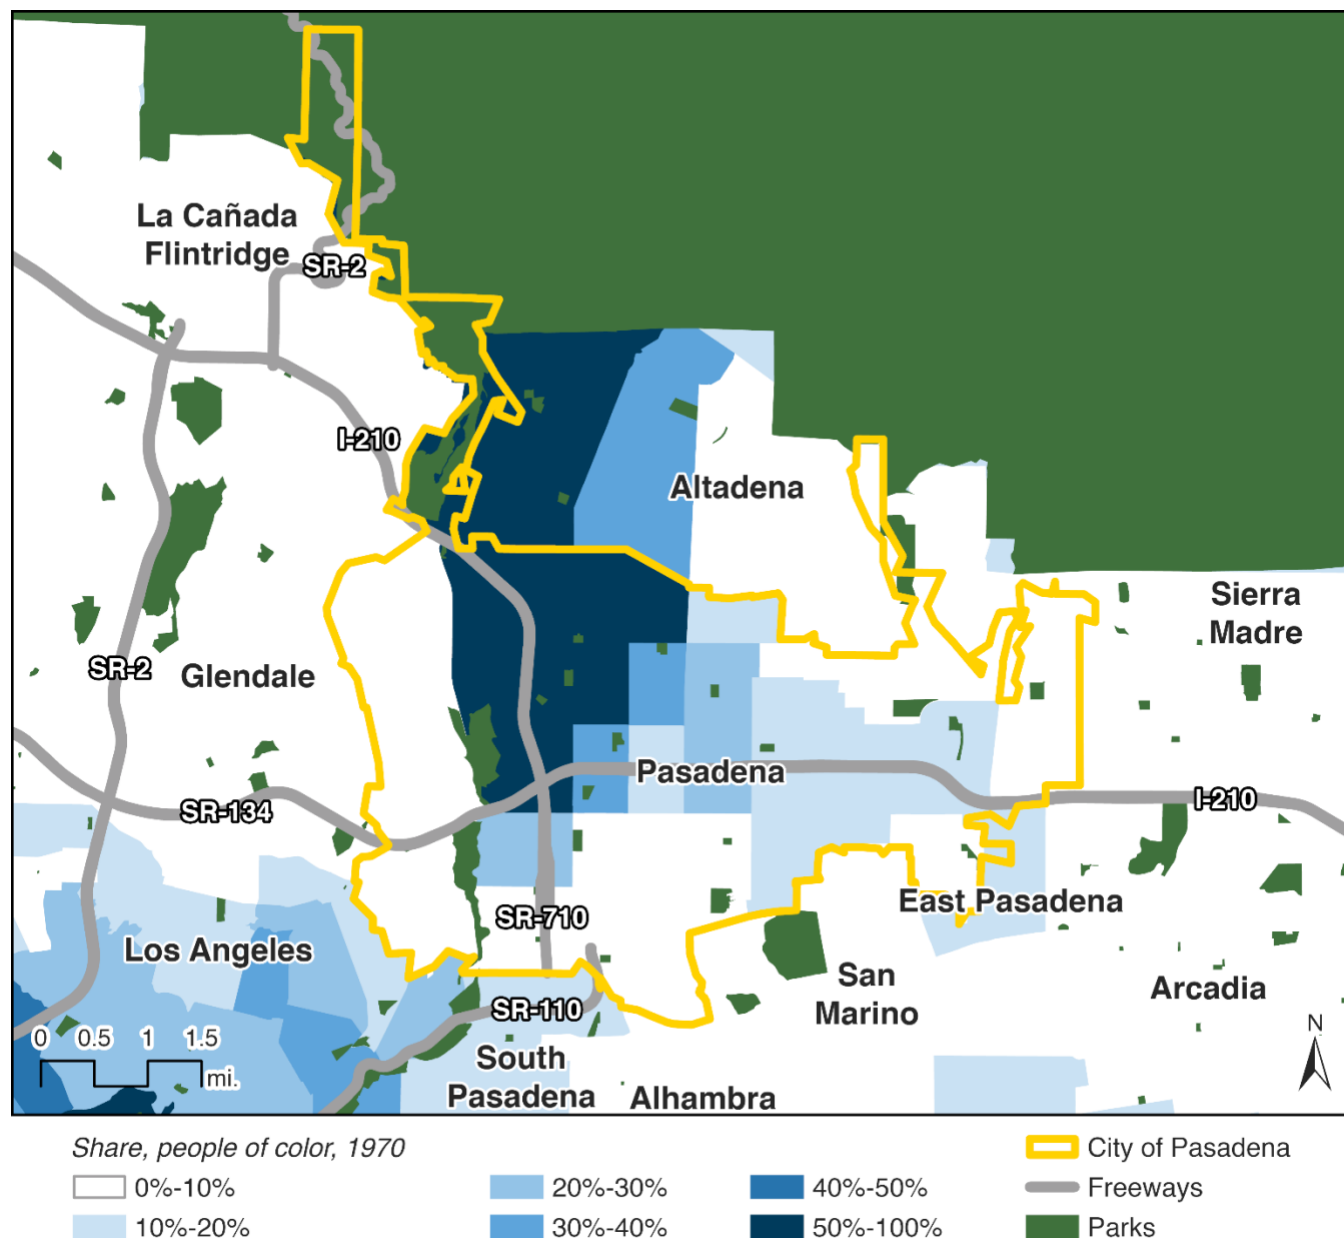 La Cañada
Flintridge
SR-2
I-210
Altadena
Sierra
Madre
SR-2
Glendale
Pasadena
SR-134
I-210
East Pasadena
SR-710
Los Angeles
San
Marino
Arcadia
SR-110
N
0 0.5 1 1.5
mi.
South
Pasadena
Alhambra
Share, people of color, 1970
0%-10%
10%-20%
20%-30%
30%-40%
40%-50%
50%-100%
City of Pasadena
Freeways
Parks